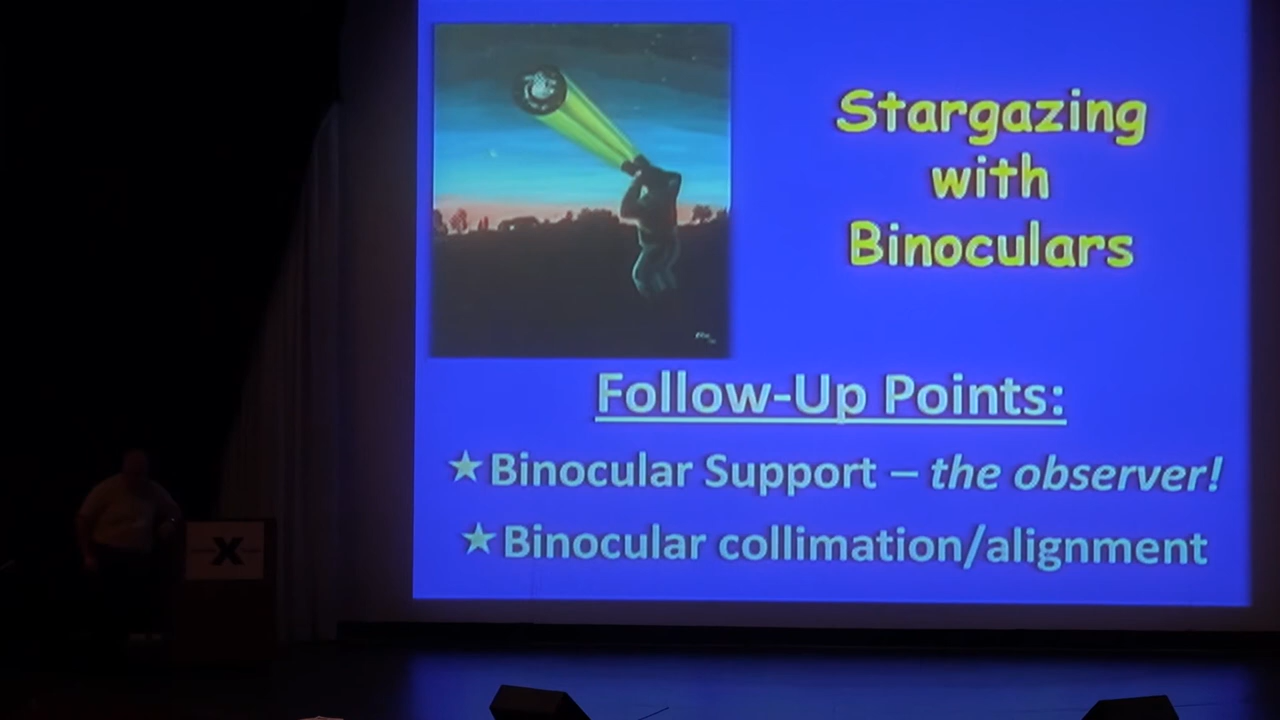 Stargazing
with
Binoculars
Follow-Up Points:
★Binocular Support – the observer!
★Binocular collimation/alignment
X